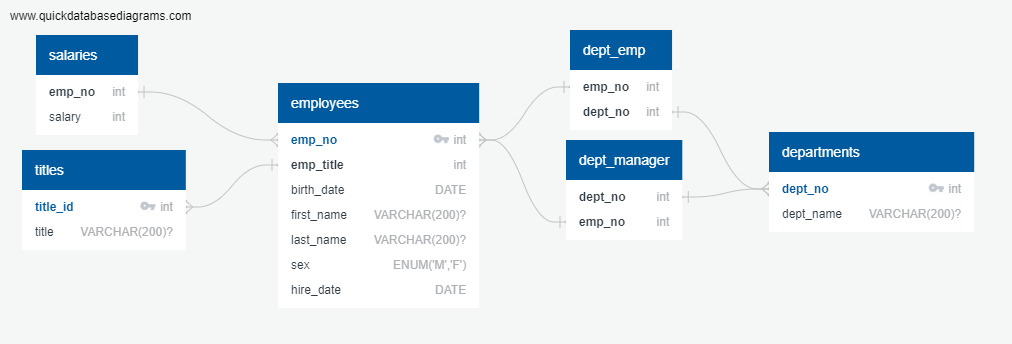 www.quickdatabasediagrams.com
salaries
emp_no int
salary int
titles
title_id int
title VARCHAR(200)?
employees
emp_no int
emp_title int
birth_date DATE
first_name VARCHAR(200)?
last_name VARCHAR(200)?
sex ENUM('M','F')
hire_date DATE
dept_emp
emp_no int
dept_no int
dept_manager
dept_no int
emp_no int
departments
dept_no int
dept_name VARCHAR(200)?